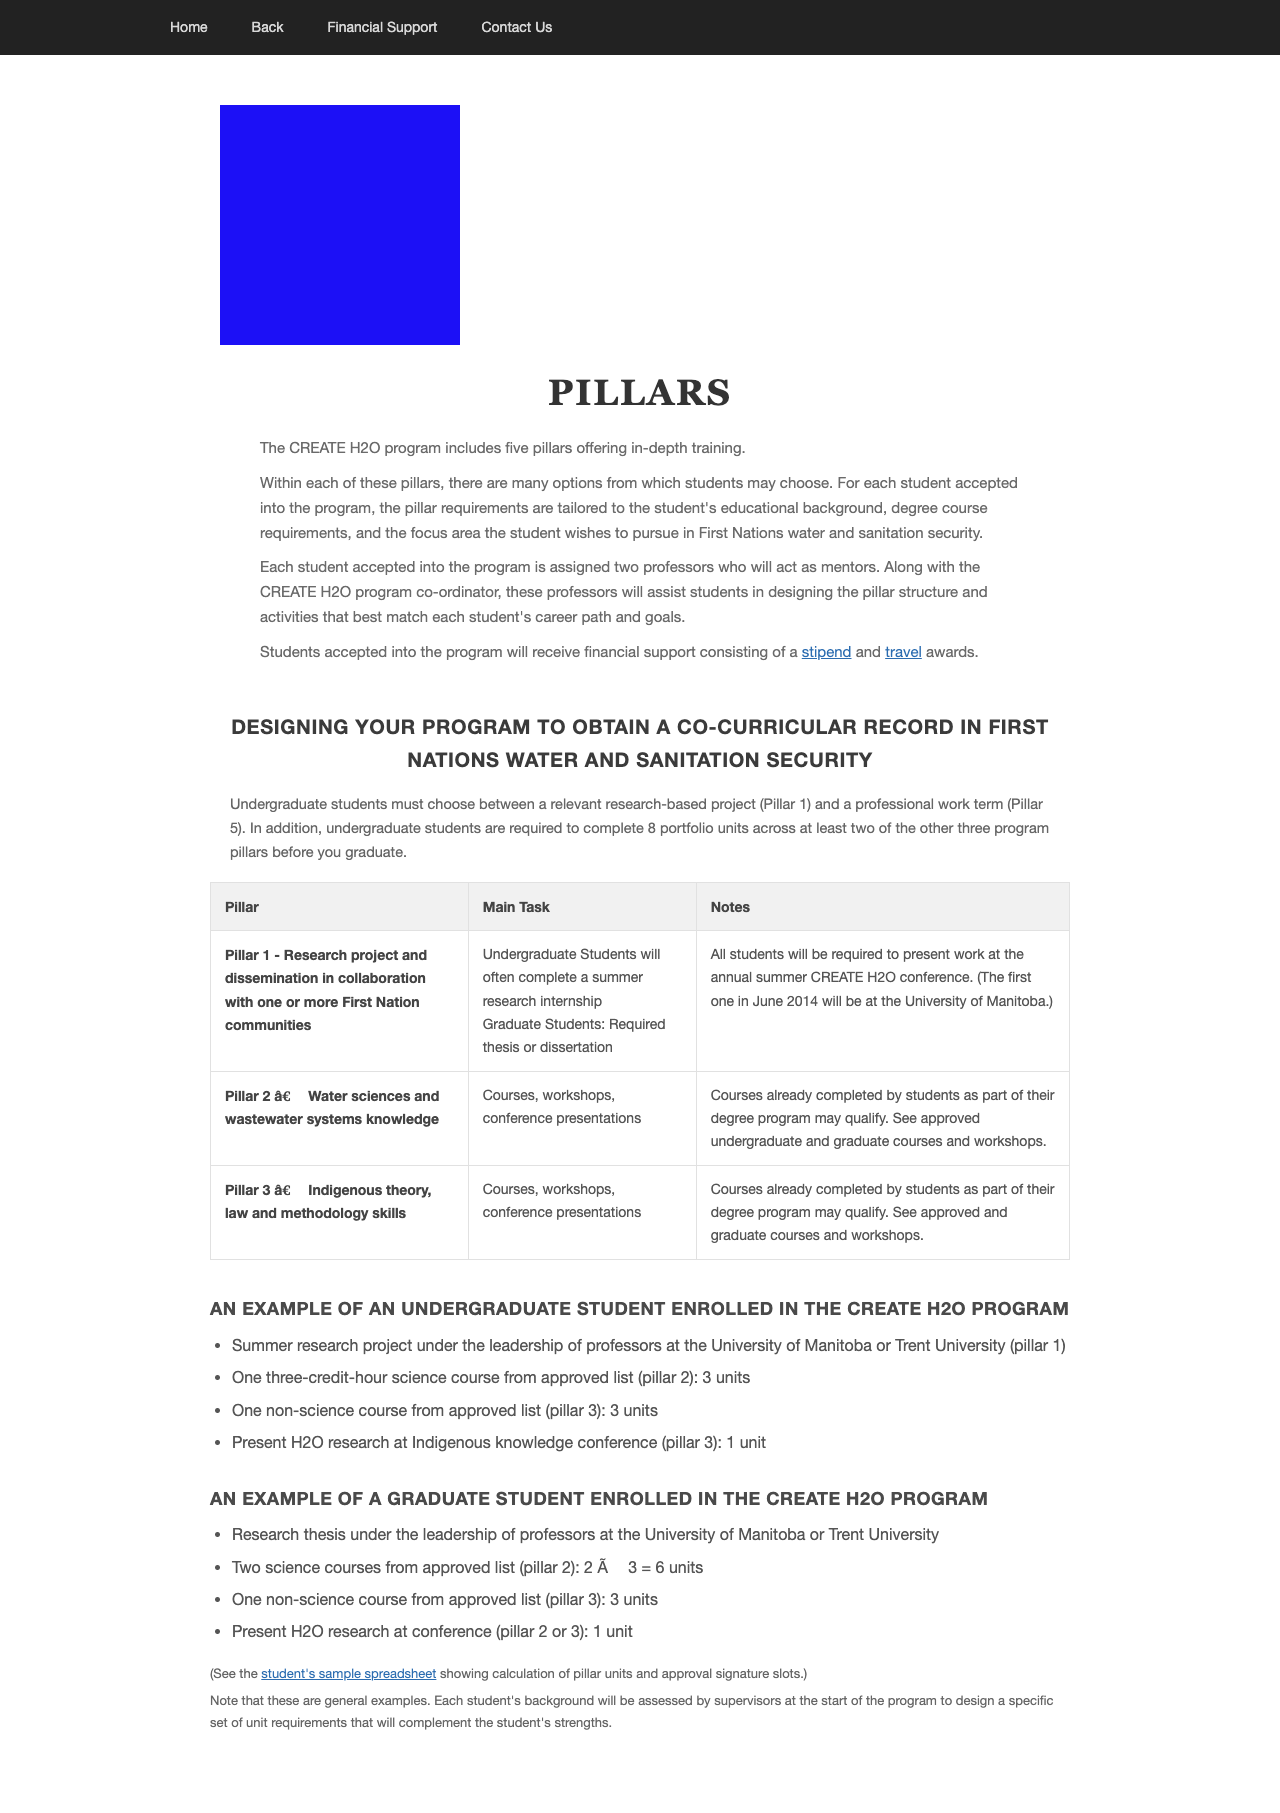 Home Back Financial Support Contact Us
PILLARS
The CREATE H2O program includes five pillars offering in-depth training.
Within each of these pillars, there are many options from which students may choose. For each student accepted
into the program, the pillar requirements are tailored to the student's educational background, degree course
requirements, and the focus area the student wishes to pursue in First Nations water and sanitation security.
Each student accepted into the program is assigned two professors who will act as mentors. Along with the
CREATE H2O program co-ordinator, these professors will assist students in designing the pillar structure and
activities that best match each student's career path and goals.
Students accepted into the program will receive financial support consisting of a stipend and travel awards.
DESIGNING YOUR PROGRAM TO OBTAIN A CO-CURRICULAR RECORD IN FIRST
NATIONS WATER AND SANITATION SECURITY
Undergraduate students must choose between a relevant research-based project (Pillar 1) and a professional work term (Pillar
5). In addition, undergraduate students are required to complete 8 portfolio units across at least two of the other three program
pillars before you graduate.
Pillar
Main Task
Notes
Pillar 1 - Research project and
dissemination in collaboration
with one or more First Nation
communities
Undergraduate Students will
often complete a summer
research internship
Graduate Students: Required
thesis or dissertation
All students will be required to present work at the
annual summer CREATE H2O conference. (The first
one in June 2014 will be at the University of Manitoba.)
Pillar 2 â€ Water sciences and
wastewater systems knowledge
Courses, workshops,
conference presentations
Courses already completed by students as part of their
degree program may qualify. See approved
undergraduate and graduate courses and workshops.
Pillar 3 â€ Indigenous theory,
law and methodology skills
Courses, workshops,
conference presentations
Courses already completed by students as part of their
degree program may qualify. See approved and
graduate courses and workshops.
AN EXAMPLE OF AN UNDERGRADUATE STUDENT ENROLLED IN THE CREATE H2O PROGRAM
• Summer research project under the leadership of professors at the University of Manitoba or Trent University (pillar 1)
• One three-credit-hour science course from approved list (pillar 2): 3 units
• One non-science course from approved list (pillar 3): 3 units
• Present H2O research at Indigenous knowledge conference (pillar 3): 1 unit
AN EXAMPLE OF A GRADUATE STUDENT ENROLLED IN THE CREATE H2O PROGRAM
• Research thesis under the leadership of professors at the University of Manitoba or Trent University
• Two science courses from approved list (pillar 2): 2 Ã 3 = 6 units
• One non-science course from approved list (pillar 3): 3 units
• Present H2O research at conference (pillar 2 or 3): 1 unit
(See the student's sample spreadsheet showing calculation of pillar units and approval signature slots.)
Note that these are general examples. Each student's background will be assessed by supervisors at the start of the program to design a specific
set of unit requirements that will complement the student's strengths.